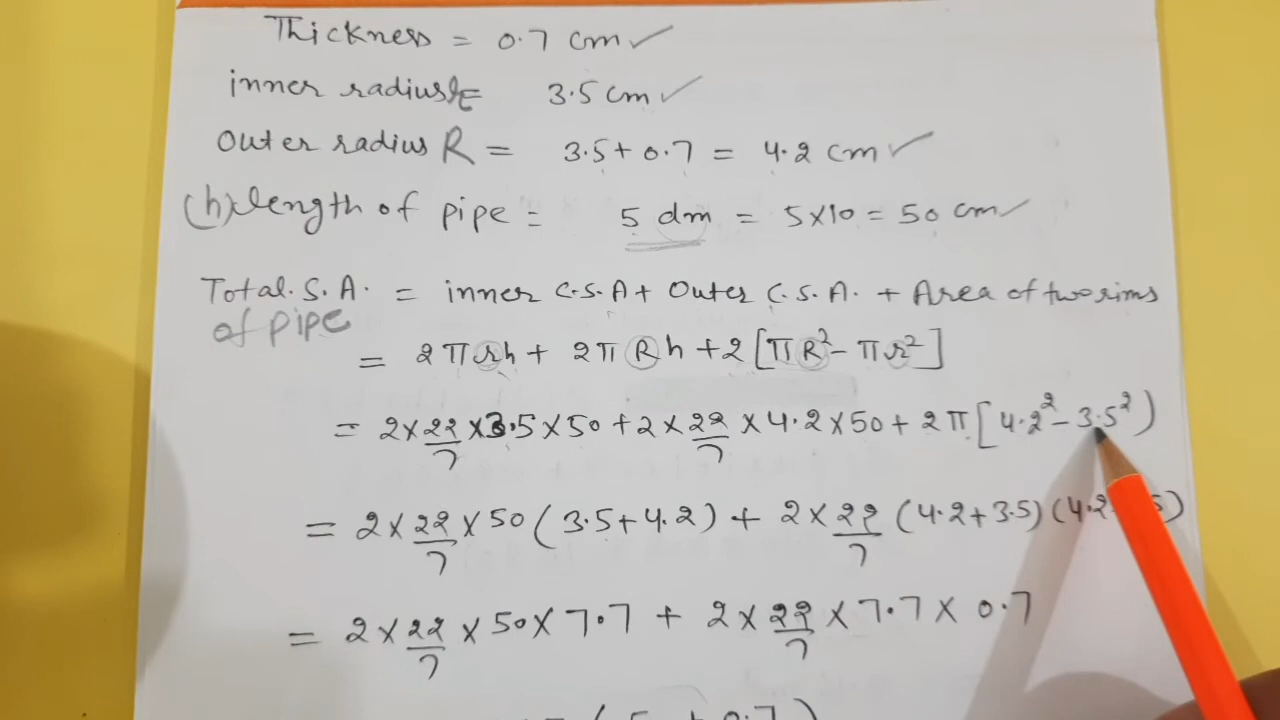 Thickness = 0.7 cm ✓
inner radius r = 3.5 cm ✓
Outer radius R = 3.5 + 0.7 = 4.2 cm ✓
(h) length of pipe = 5 dm = 5×10 = 50 cm ✓
Total. S. A. = inner C.S.A + Outer C.S.A. + Area of two rims
of pipe
= 2πrh + 2πRh + 2[πR² - πr²]
= 2×22/7×3.5×50 + 2×22/7×4.2×50 + 2π[4.2² - 3.5²)
= 2×22/7×50(3.5+4.2) + 2×22/7(4.2+3.5)(4.2 5)
= 2×22/7×50×7.7 + 2×22/7×7.7×0.7
( + 0.7)